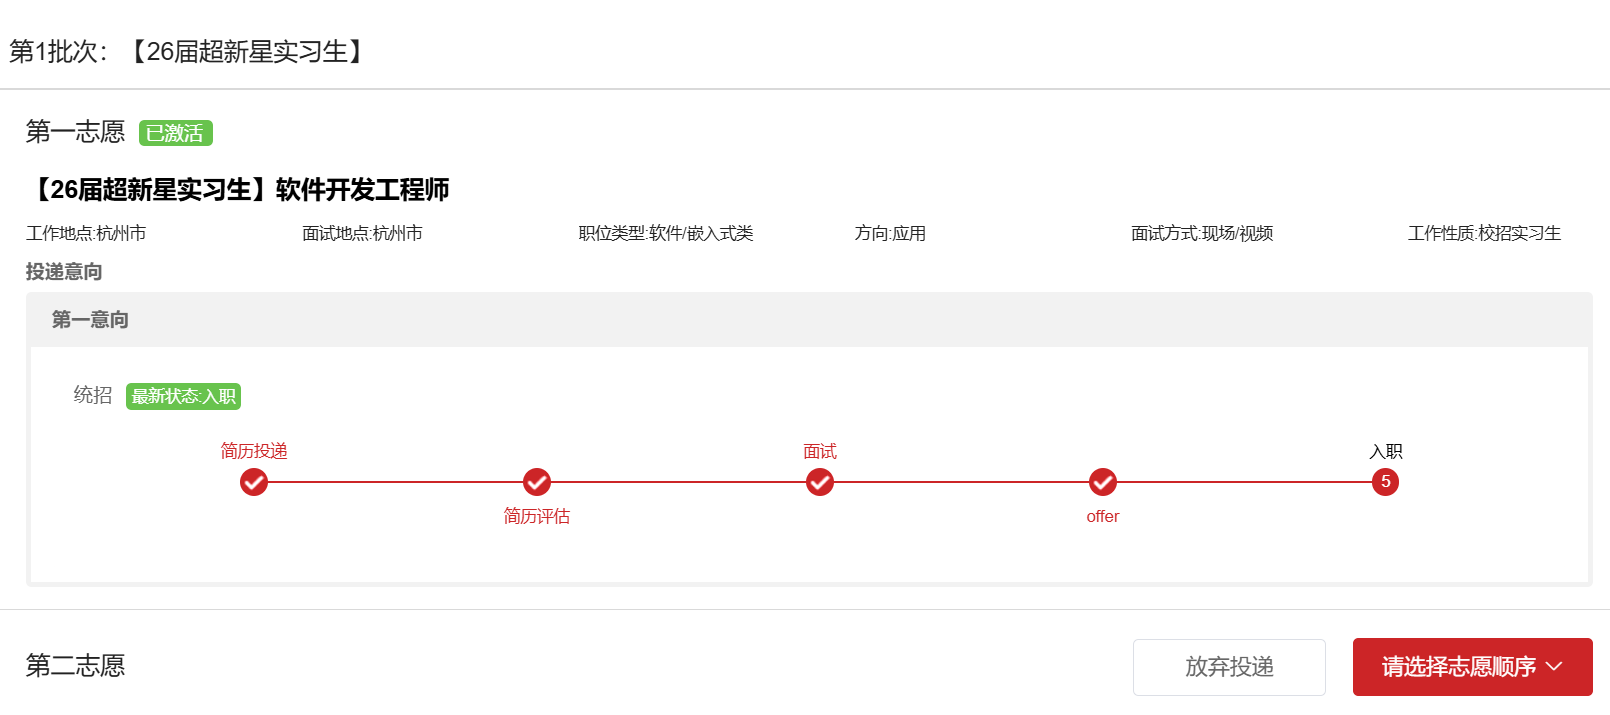 第1批次：【26届超新星实习生】
第一志愿 已激活
【26届超新星实习生】软件开发工程师
工作地点:杭州市 面试地点:杭州市 职位类型:软件/嵌入式类 方向:应用 面试方式:现场/视频 工作性质:校招实习生
投递意向
第一意向
统招 最新状态:入职
简历投递 面试 入职
5
简历评估 offer
第二志愿 放弃投递 请选择志愿顺序